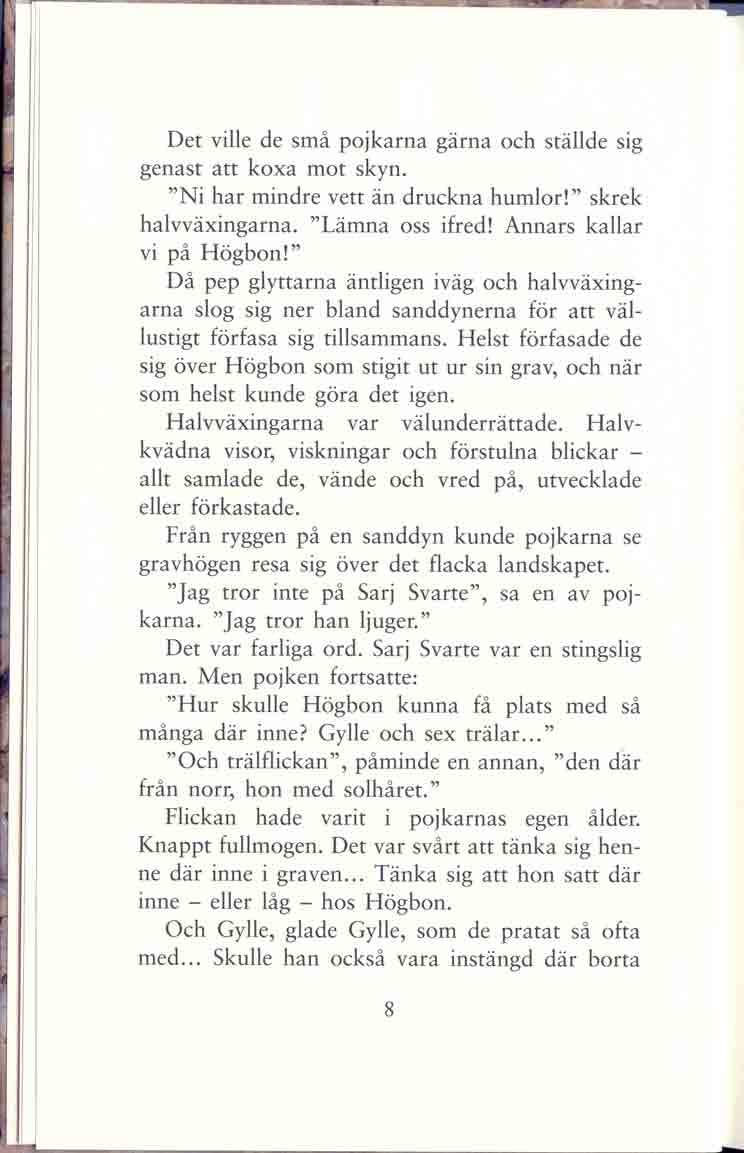 Det ville de små pojkarna gärna och ställde sig
genast att koxa mot skyn.
”Ni har mindre vett än druckna humlor!” skrek
halvväxingarna. ”Lämna oss ifred! Annars kallar
vi på Högbon!”
Då pep glyttarna äntligen iväg och halvväxing-
arna slog sig ner bland sanddynerna för att väl-
lustigt förfasa sig tillsammans. Helst förfasade de
sig över Högbon som stigit ut ur sin grav, och när
som helst kunde göra det igen.
Halvväxingarna var välunderrättade. Halv-
kvädna visor, viskningar och förstulna blickar –
allt samlade de, vände och vred på, utvecklade
eller förkastade.
Från ryggen på en sanddyn kunde pojkarna se
gravhögen resa sig över det flacka landskapet.
”Jag tror inte på Sarj Svarte”, sa en av poj-
karna. ”Jag tror han ljuger.”
Det var farliga ord. Sarj Svarte var en stingslig
man. Men pojken fortsatte:
”Hur skulle Högbon kunna få plats med så
många där inne? Gylle och sex trälar...”
”Och trälflickan”, påminde en annan, ”den där
från norr, hon med solhåret.”
Flickan hade varit i pojkarnas egen ålder.
Knappt fullmogen. Det var svårt att tänka sig hen-
ne där inne i graven... Tänka sig att hon satt där
inne – eller låg – hos Högbon.
Och Gylle, glade Gylle, som de pratat så ofta
med... Skulle han också vara instängd där borta
8